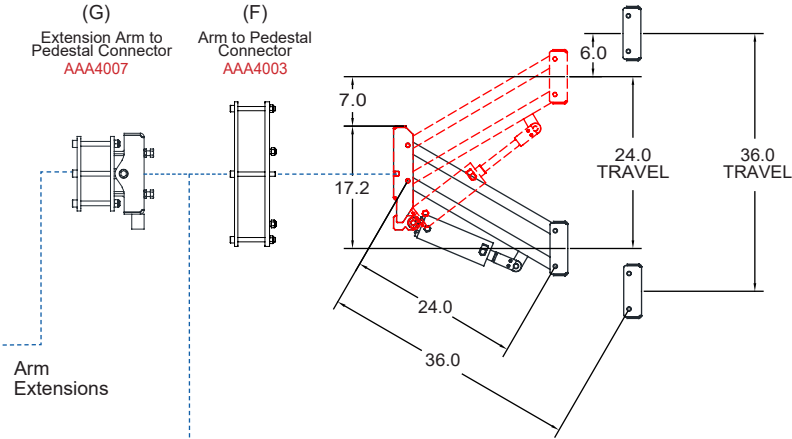 (G)
Extension Arm to
Pedestal Connector
AAA4007
(F)
Arm to Pedestal
Connector
AAA4003
6.0
7.0
24.0
TRAVEL
36.0
TRAVEL
17.2
24.0
36.0
Arm
Extensions